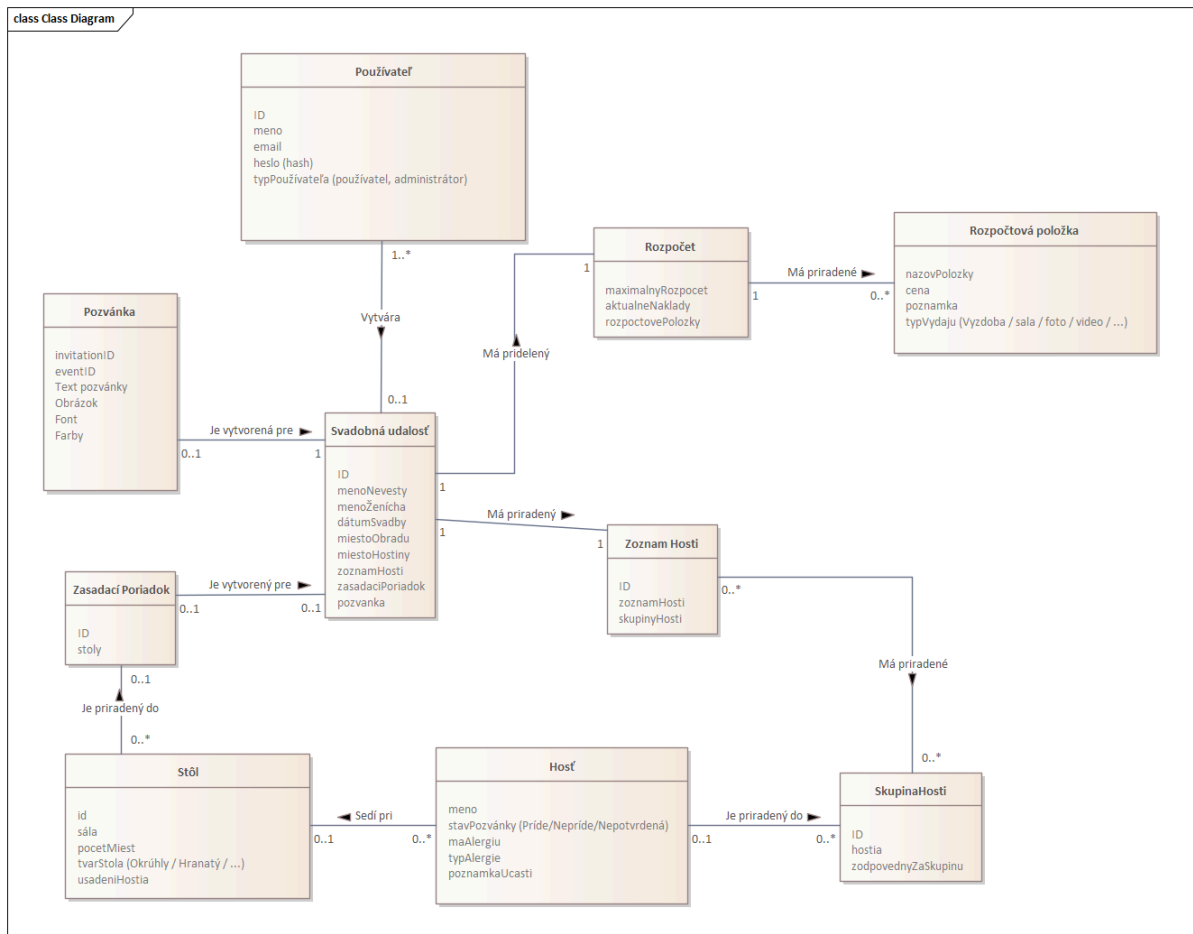 class Class Diagram
Používateľ
ID
meno
email
heslo (hash)
typPoužívateľa (používatel, administrátor)
1..*
Vytvára
0..1
Rozpočet
maximalnyRozpocet
aktualneNaklady
rozpoctovePolozky
1
Má priradené
1
0..*
Rozpočtová položka
nazovPolozky
cena
poznamka
typVydaju (Vyzdoba / sala / foto / video / ...)
Má pridelený
1
Pozvánka
invitationID
eventID
Text pozvánky
Obrázok
Font
Farby
Je vytvorená pre
0..1
1
Svadobná udalosť
ID
menoNevesty
menoŽenícha
dátumSvadby
miestoObradu
miestoHostiny
zoznamHosti
zasadaciPoriadok
pozvanka
Má priradený
1
1
Zoznam Hosti
ID
zoznamHosti
skupinyHosti
0..*
Má priradené
0..*
Zasadací Poriadok
ID
stoly
Je vytvorený pre
0..1
0..1
0..1
Je priradený do
0..*
Stôl
id
sála
pocetMiest
tvarStola (Okrúhly / Hranatý / ...)
usadeniHostia
Sedí pri
0..1
0..*
Hosť
meno
stavPozvánky (Príde/Nepríde/Nepotvrdená)
maAlergiu
typAlergie
poznamkaUcasti
Je priradený do
0..1
0..*
SkupinaHosti
ID
hostia
zodpovednyZaSkupinu